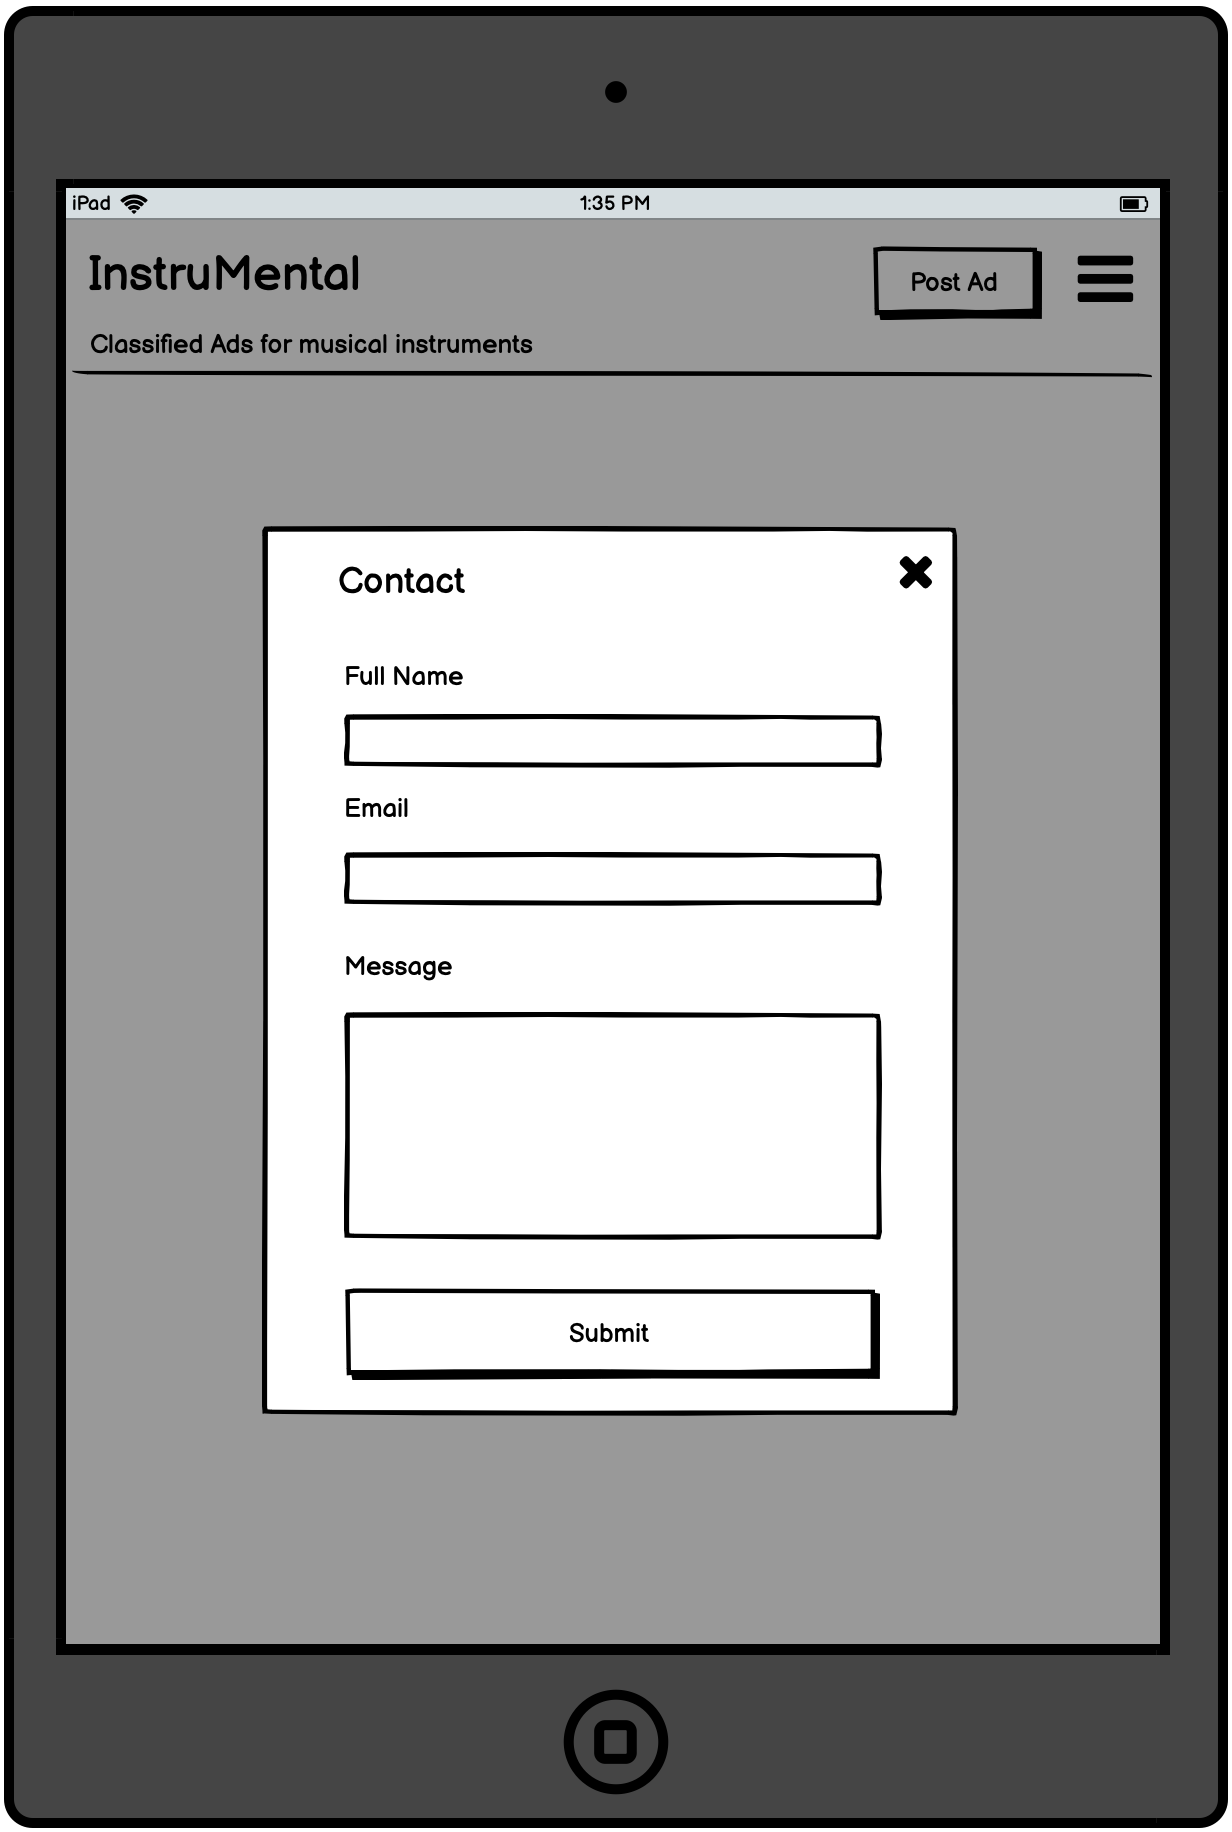 iPad
1:35 PM
InstruMental
Post Ad
Classified Ads for musical instruments
Contact
Full Name
Email
Message
Submit